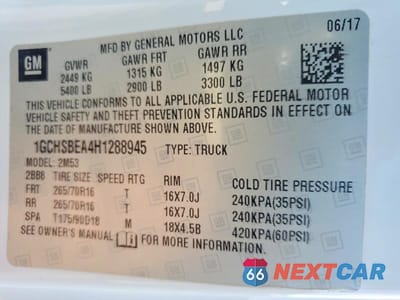 06/17
MFD BY GENERAL MOTORS LLC
GM
GVWR GAWR FRT GAWR RR
2449 KG 1315 KG 1497 KG
5400 LB 2900 LB 3300 LB
THIS VEHICLE CONFORMS TO ALL APPLICABLE U.S. FEDERAL MOTOR
VEHICLE SAFETY AND THEFT PREVENTION STANDARDS IN EFFECT ON
THE DATE OF MANUFACTURE SHOWN ABOVE.
1GCHSBEA4H1288945 TYPE: TRUCK
MODEL: 2M53
2BB8 TIRE SIZE SPEED RTG RIM COLD TIRE PRESSURE
FRT 265/70R16 T 16X7.0J 240KPA(35PSI)
RR 265/70R16 T 16X7.0J 240KPA(35PSI)
SPA T175/90D18 M 18X4.5B 420KPA(60PSI)
SEE OWNER'S MANUAL FOR MORE INFORMATION
66 NEXTCAR